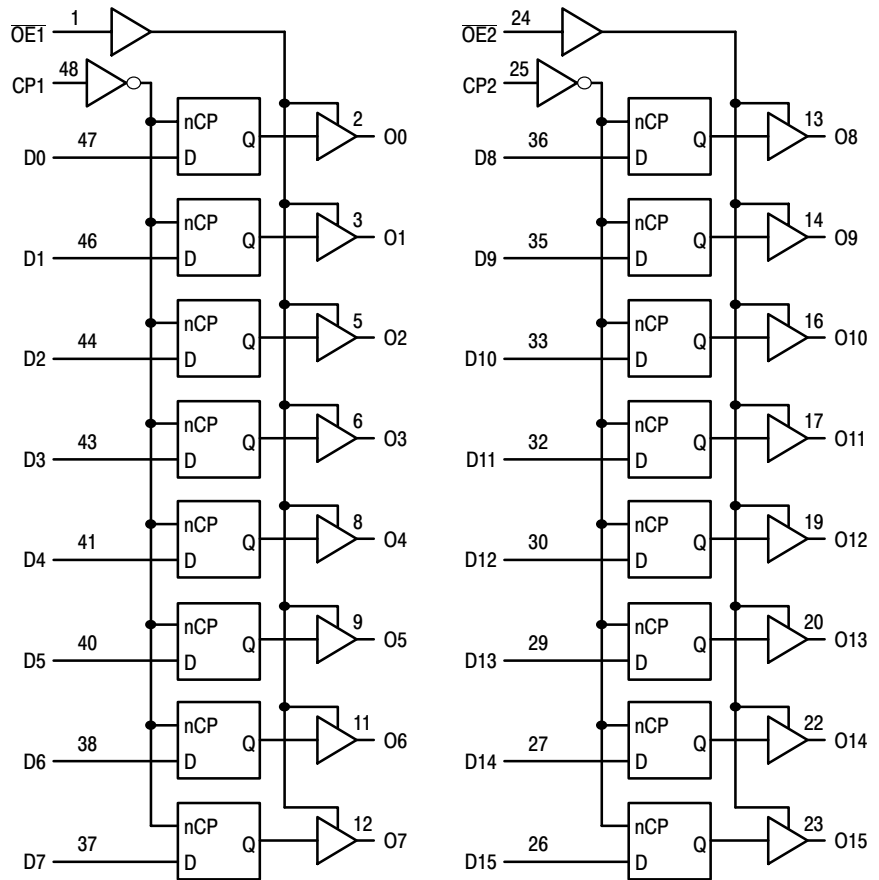 OE1 1
CP1 48
nCP
D0 47 D Q 2 O0
nCP
D1 46 D Q 3 O1
nCP
D2 44 D Q 5 O2
nCP
D3 43 D Q 6 O3
nCP
D4 41 D Q 8 O4
nCP
D5 40 D Q 9 O5
nCP
D6 38 D Q 11 O6
nCP
D7 37 D Q 12 O7
OE2 24
CP2 25
nCP
D8 36 D Q 13 O8
nCP
D9 35 D Q 14 O9
nCP
D10 33 D Q 16 O10
nCP
D11 32 D Q 17 O11
nCP
D12 30 D Q 19 O12
nCP
D13 29 D Q 20 O13
nCP
D14 27 D Q 22 O14
nCP
D15 26 D Q 23 O15